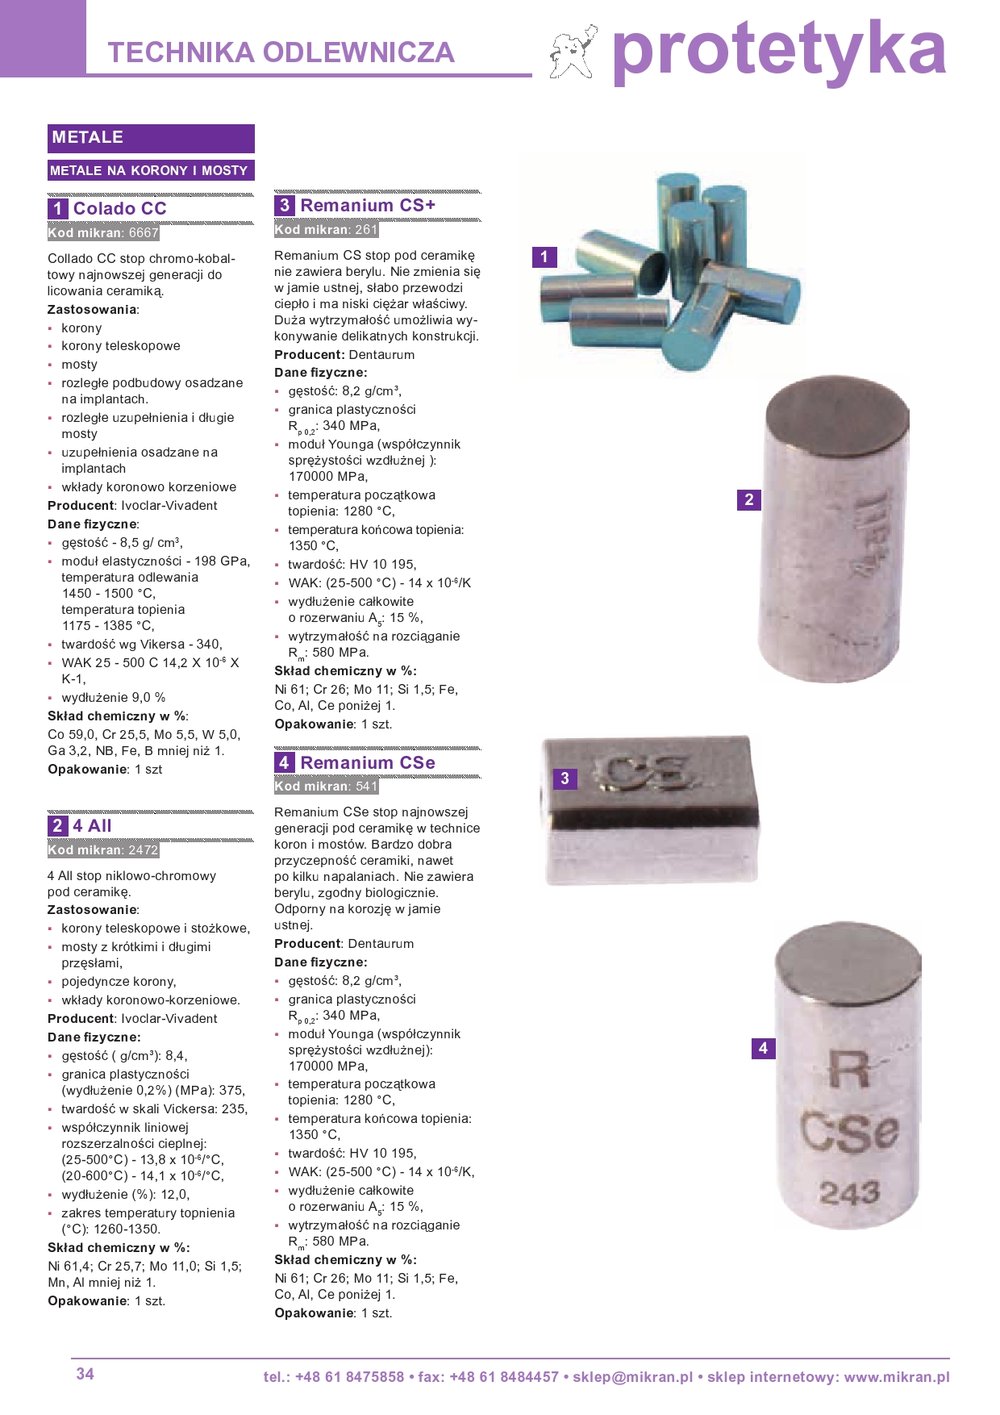 TECHNIKA ODLEWNICZA
protetyka
METALE
METALE NA KORONY I MOSTY
1 Colado CC
Kod mikran: 6667
Collado CC stop chromo-kobal-
towy najnowszej generacji do
licowania ceramiką.
Zastosowania:
▪ korony
▪ korony teleskopowe
▪ mosty
▪ rozległe podbudowy osadzane
na implantach.
▪ rozległe uzupełnienia i długie
mosty
▪ uzupełnienia osadzane na
implantach
▪ wkłady koronowo korzeniowe
Producent: Ivoclar-Vivadent
Dane fizyczne:
▪ gęstość - 8,5 g/ cm³,
▪ moduł elastyczności - 198 GPa,
temperatura odlewania
1450 - 1500 °C,
temperatura topienia
1175 - 1385 °C,
▪ twardość wg Vikersa - 340,
▪ WAK 25 - 500 C 14,2 X 10⁻⁶ X
K-1,
▪ wydłużenie 9,0 %
Skład chemiczny w %:
Co 59,0, Cr 25,5, Mo 5,5, W 5,0,
Ga 3,2, NB, Fe, B mniej niż 1.
Opakowanie: 1 szt
2 4 All
Kod mikran: 2472
4 All stop niklowo-chromowy
pod ceramikę.
Zastosowanie:
▪ korony teleskopowe i stożkowe,
▪ mosty z krótkimi i długimi
przęsłami,
▪ pojedyncze korony,
▪ wkłady koronowo-korzeniowe.
Producent: Ivoclar-Vivadent
Dane fizyczne:
▪ gęstość ( g/cm³): 8,4,
▪ granica plastyczności
(wydłużenie 0,2%) (MPa): 375,
▪ twardość w skali Vickersa: 235,
▪ współczynnik liniowej
rozszerzalności cieplnej:
(25-500°C) - 13,8 x 10⁻⁶/°C,
(20-600°C) - 14,1 x 10⁻⁶/°C,
▪ wydłużenie (%): 12,0,
▪ zakres temperatury topnienia
(°C): 1260-1350.
Skład chemiczny w %:
Ni 61,4; Cr 25,7; Mo 11,0; Si 1,5;
Mn, Al mniej niż 1.
Opakowanie: 1 szt.
3 Remanium CS+
Kod mikran: 261
Remanium CS stop pod ceramikę
nie zawiera berylu. Nie zmienia się
w jamie ustnej, słabo przewodzi
ciepło i ma niski ciężar właściwy.
Duża wytrzymałość umożliwia wy-
konywanie delikatnych konstrukcji.
Producent: Dentaurum
Dane fizyczne:
▪ gęstość: 8,2 g/cm³,
▪ granica plastyczności
Rp 0,2: 340 MPa,
▪ moduł Younga (współczynnik
sprężystości wzdłużnej ):
170000 MPa,
▪ temperatura początkowa
topienia: 1280 °C,
▪ temperatura końcowa topienia:
1350 °C,
▪ twardość: HV 10 195,
▪ WAK: (25-500 °C) - 14 x 10⁻⁶/K
▪ wydłużenie całkowite
o rozerwaniu A5: 15 %,
▪ wytrzymałość na rozciąganie
Rm: 580 MPa.
Skład chemiczny w %:
Ni 61; Cr 26; Mo 11; Si 1,5; Fe,
Co, Al, Ce poniżej 1.
Opakowanie: 1 szt.
4 Remanium CSe
Kod mikran: 541
Remanium CSe stop najnowszej
generacji pod ceramikę w technice
koron i mostów. Bardzo dobra
przyczepność ceramiki, nawet
po kilku napalaniach. Nie zawiera
berylu, zgodny biologicznie.
Odporny na korozję w jamie
ustnej.
Producent: Dentaurum
Dane fizyczne:
▪ gęstość: 8,2 g/cm³,
▪ granica plastyczności
Rp 0,2: 340 MPa,
▪ moduł Younga (współczynnik
sprężystości wzdłużnej):
170000 MPa,
▪ temperatura początkowa
topienia: 1280 °C,
▪ temperatura końcowa topienia:
1350 °C,
▪ twardość: HV 10 195,
▪ WAK: (25-500 °C) - 14 x 10⁻⁶/K,
▪ wydłużenie całkowite
o rozerwaniu A5: 15 %,
▪ wytrzymałość na rozciąganie
Rm: 580 MPa.
Skład chemiczny w %:
Ni 61; Cr 26; Mo 11; Si 1,5; Fe,
Co, Al, Ce poniżej 1.
Opakowanie: 1 szt.
1
2
3
CSE
4
R
CSe
243
34
tel.: +48 61 8475858 • fax: +48 61 8484457 • sklep@mikran.pl • sklep internetowy: www.mikran.pl